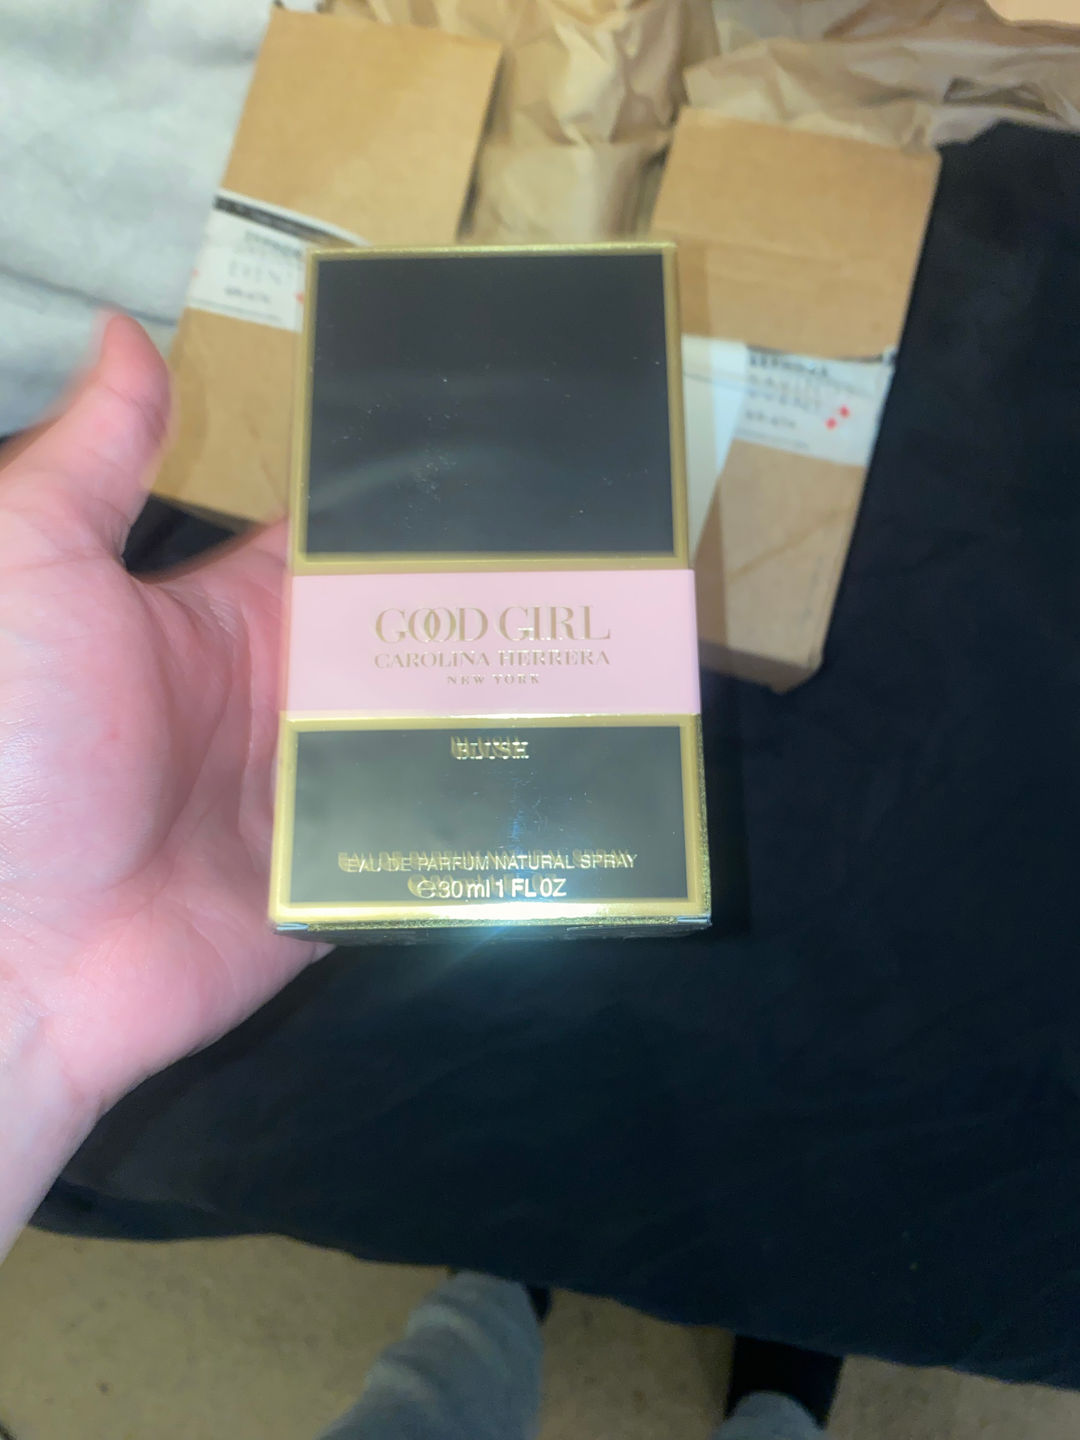 GOOD GIRL
CAROLINA HERRERA
NEW YORK
BLUSH
EAU DE PARFUM NATURAL SPRAY
℮30ml 1 FL OZ